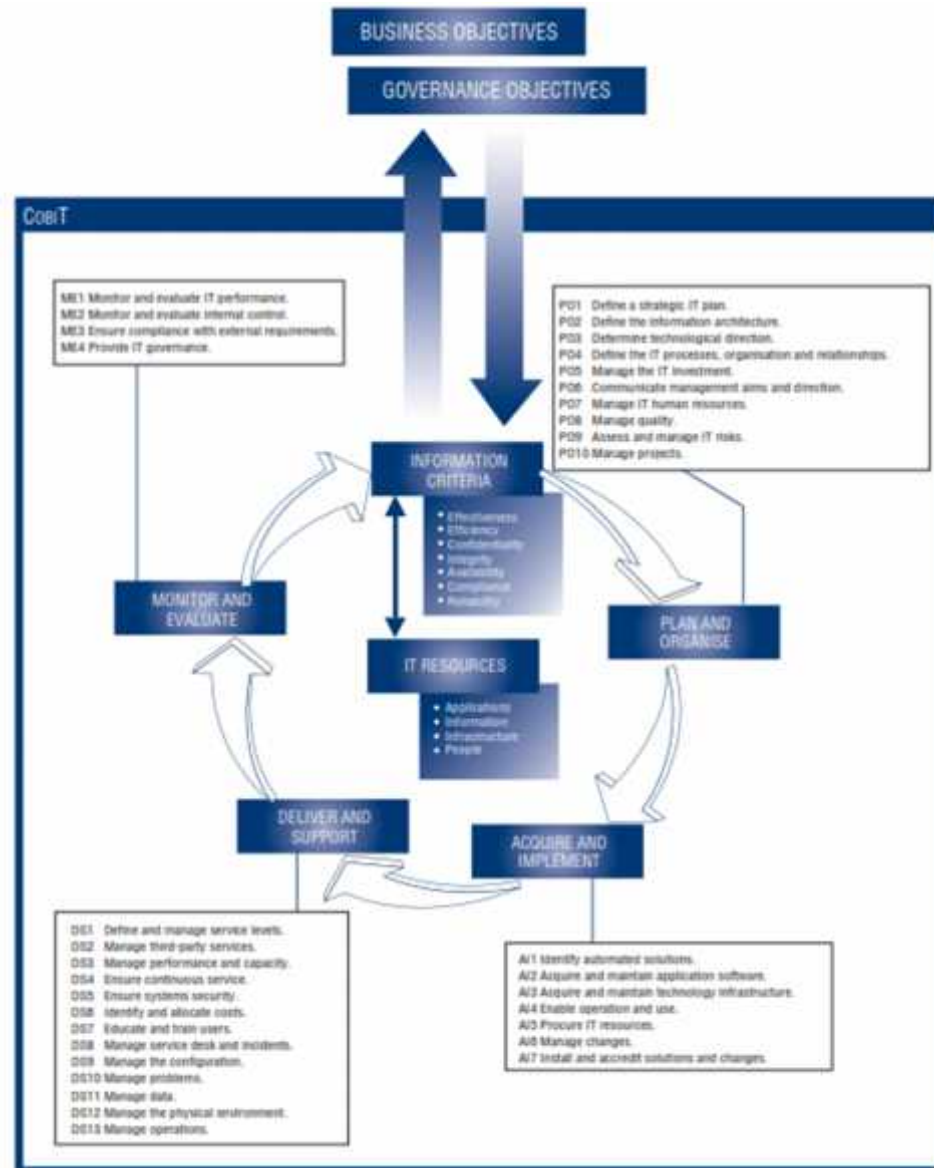 BUSINESS OBJECTIVES
GOVERNANCE OBJECTIVES
COBIT
ME1 Monitor and evaluate IT performance.
ME2 Monitor and evaluate internal control.
ME3 Ensure compliance with external requirements.
ME4 Provide IT governance.
PO1 Define a strategic IT plan.
PO2 Define the information architecture.
PO3 Determine technological direction.
PO4 Define the IT processes, organisation and relationships.
PO5 Manage the IT investment.
PO6 Communicate management aims and direction.
PO7 Manage IT human resources.
PO8 Manage quality.
PO9 Assess and manage IT risks.
PO10 Manage projects.
INFORMATION
CRITERIA
• Effectiveness
• Efficiency
• Confidentiality
• Integrity
• Availability
• Compliance
• Reliability
MONITOR AND
EVALUATE
PLAN AND
ORGANISE
IT RESOURCES
• Applications
• Information
• Infrastructure
• People
DELIVER AND
SUPPORT
ACQUIRE AND
IMPLEMENT
DS1 Define and manage service levels.
DS2 Manage third-party services.
DS3 Manage performance and capacity.
DS4 Ensure continuous service.
DS5 Ensure systems security.
DS6 Identify and allocate costs.
DS7 Educate and train users.
DS8 Manage service desk and incidents.
DS9 Manage the configuration.
DS10 Manage problems.
DS11 Manage data.
DS12 Manage the physical environment.
DS13 Manage operations.
AI1 Identify automated solutions.
AI2 Acquire and maintain application software.
AI3 Acquire and maintain technology infrastructure.
AI4 Enable operation and use.
AI5 Procure IT resources.
AI6 Manage changes.
AI7 Install and accredit solutions and changes.